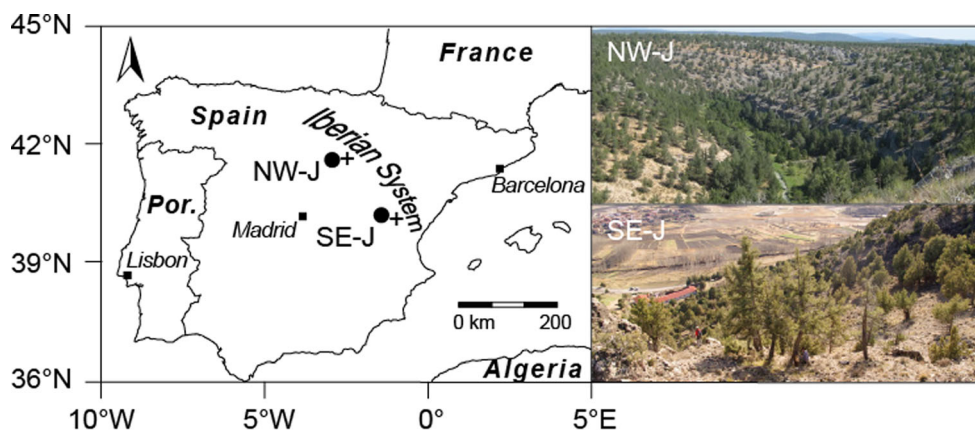 45°N
42°N
39°N
36°N
10°W
5°W
0°
5°E
France
Spain
Iberian System
NW-J
Barcelona
Por.
Madrid
SE-J
Lisbon
0 km 200
Algeria
NW-J
SE-J